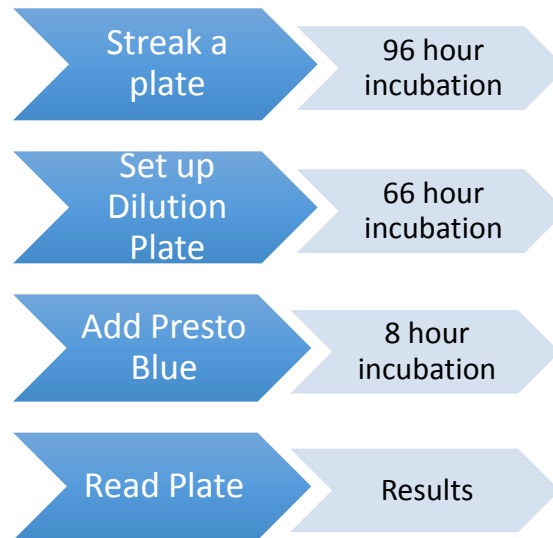 Streak a
plate
96 hour
incubation
Set up
Dilution
Plate
66 hour
incubation
Add Presto
Blue
8 hour
incubation
Read Plate
Results